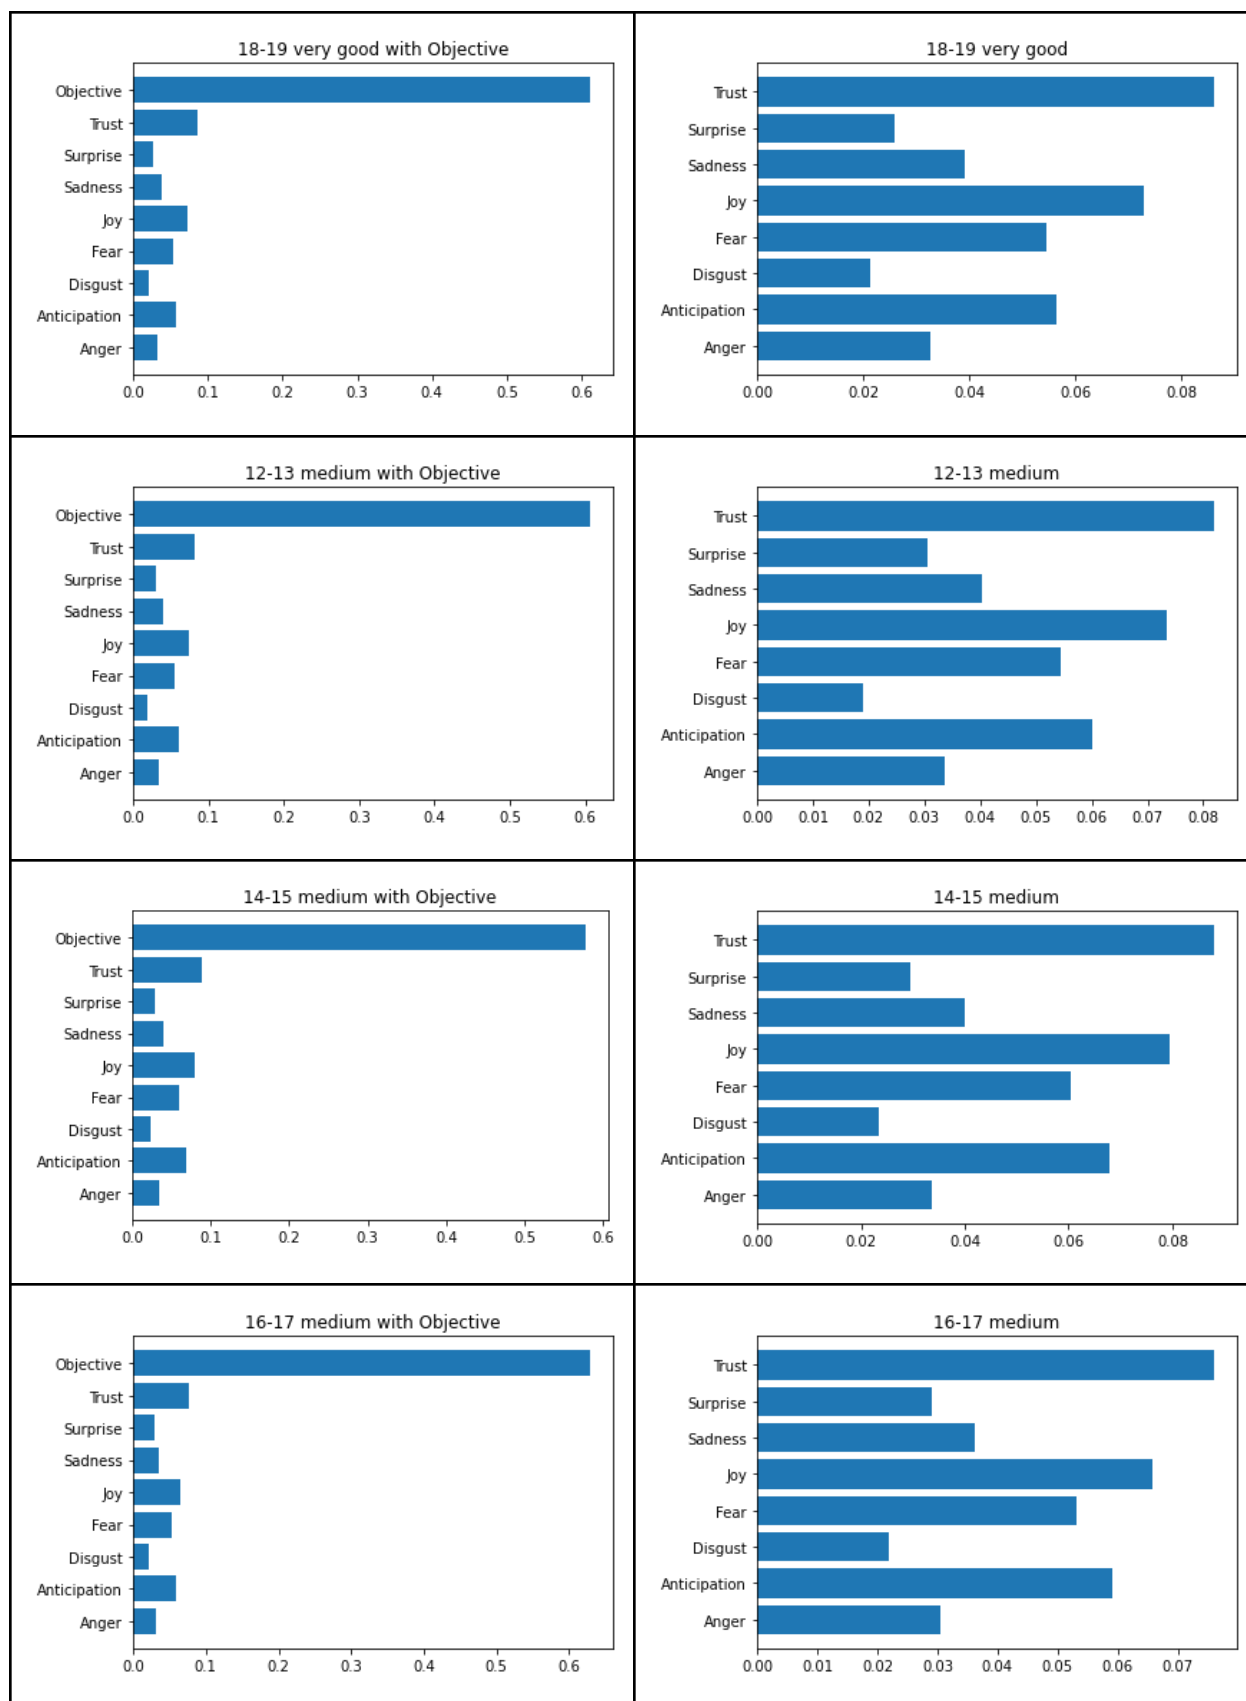 18-19 very good with Objective
Objective
Trust
Surprise
Sadness
Joy
Fear
Disgust
Anticipation
Anger
0.0 0.1 0.2 0.3 0.4 0.5 0.6
18-19 very good
Trust
Surprise
Sadness
Joy
Fear
Disgust
Anticipation
Anger
0.00 0.02 0.04 0.06 0.08
12-13 medium with Objective
Objective
Trust
Surprise
Sadness
Joy
Fear
Disgust
Anticipation
Anger
0.0 0.1 0.2 0.3 0.4 0.5 0.6
12-13 medium
Trust
Surprise
Sadness
Joy
Fear
Disgust
Anticipation
Anger
0.00 0.01 0.02 0.03 0.04 0.05 0.06 0.07 0.08
14-15 medium with Objective
Objective
Trust
Surprise
Sadness
Joy
Fear
Disgust
Anticipation
Anger
0.0 0.1 0.2 0.3 0.4 0.5 0.6
14-15 medium
Trust
Surprise
Sadness
Joy
Fear
Disgust
Anticipation
Anger
0.00 0.02 0.04 0.06 0.08
16-17 medium with Objective
Objective
Trust
Surprise
Sadness
Joy
Fear
Disgust
Anticipation
Anger
0.0 0.1 0.2 0.3 0.4 0.5 0.6
16-17 medium
Trust
Surprise
Sadness
Joy
Fear
Disgust
Anticipation
Anger
0.00 0.01 0.02 0.03 0.04 0.05 0.06 0.07